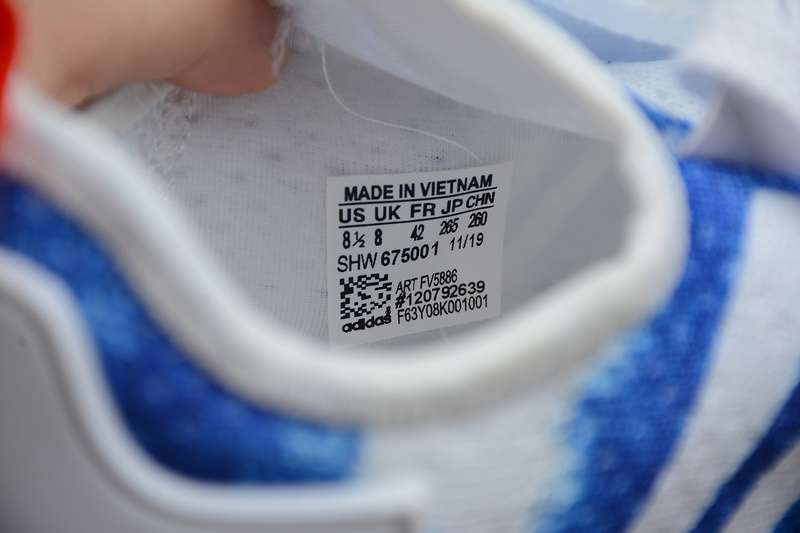 MADE IN VIETNAM
US UK FR JP CHN
8½ 8 42 265 260
SHW 675001 11/19
ART FV5886
#120792639
F63Y08K001001
adidas